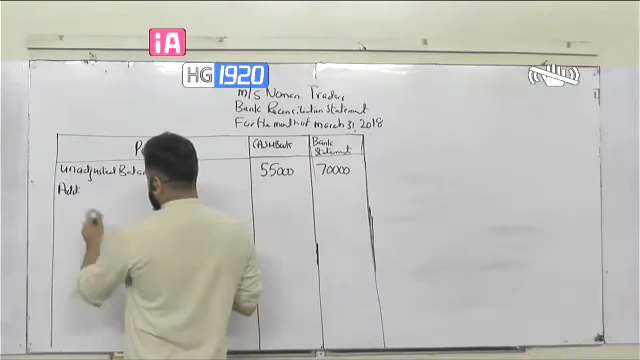 iA
HG 1920
M/S Noman Traders
Bank Reconciliation Statement
For the month of march 31, 2018
CASH Book
Bank Statement
Unadjusted 55000 70000
Add: